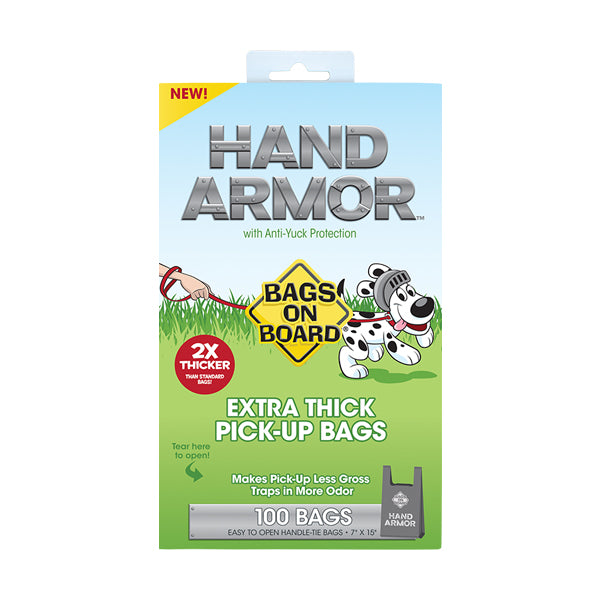 NEW!
HAND
ARMOR™
with Anti-Yuck Protection
BAGS
ON
BOARD
2X
THICKER
THAN STANDARD
BAGS!
EXTRA THICK
PICK-UP BAGS
Tear here
to open!
Makes Pick-Up Less Gross
Traps in More Odor
100 BAGS
EASY TO OPEN HANDLE-TIE BAGS • 7" X 15"
HAND
ARMOR